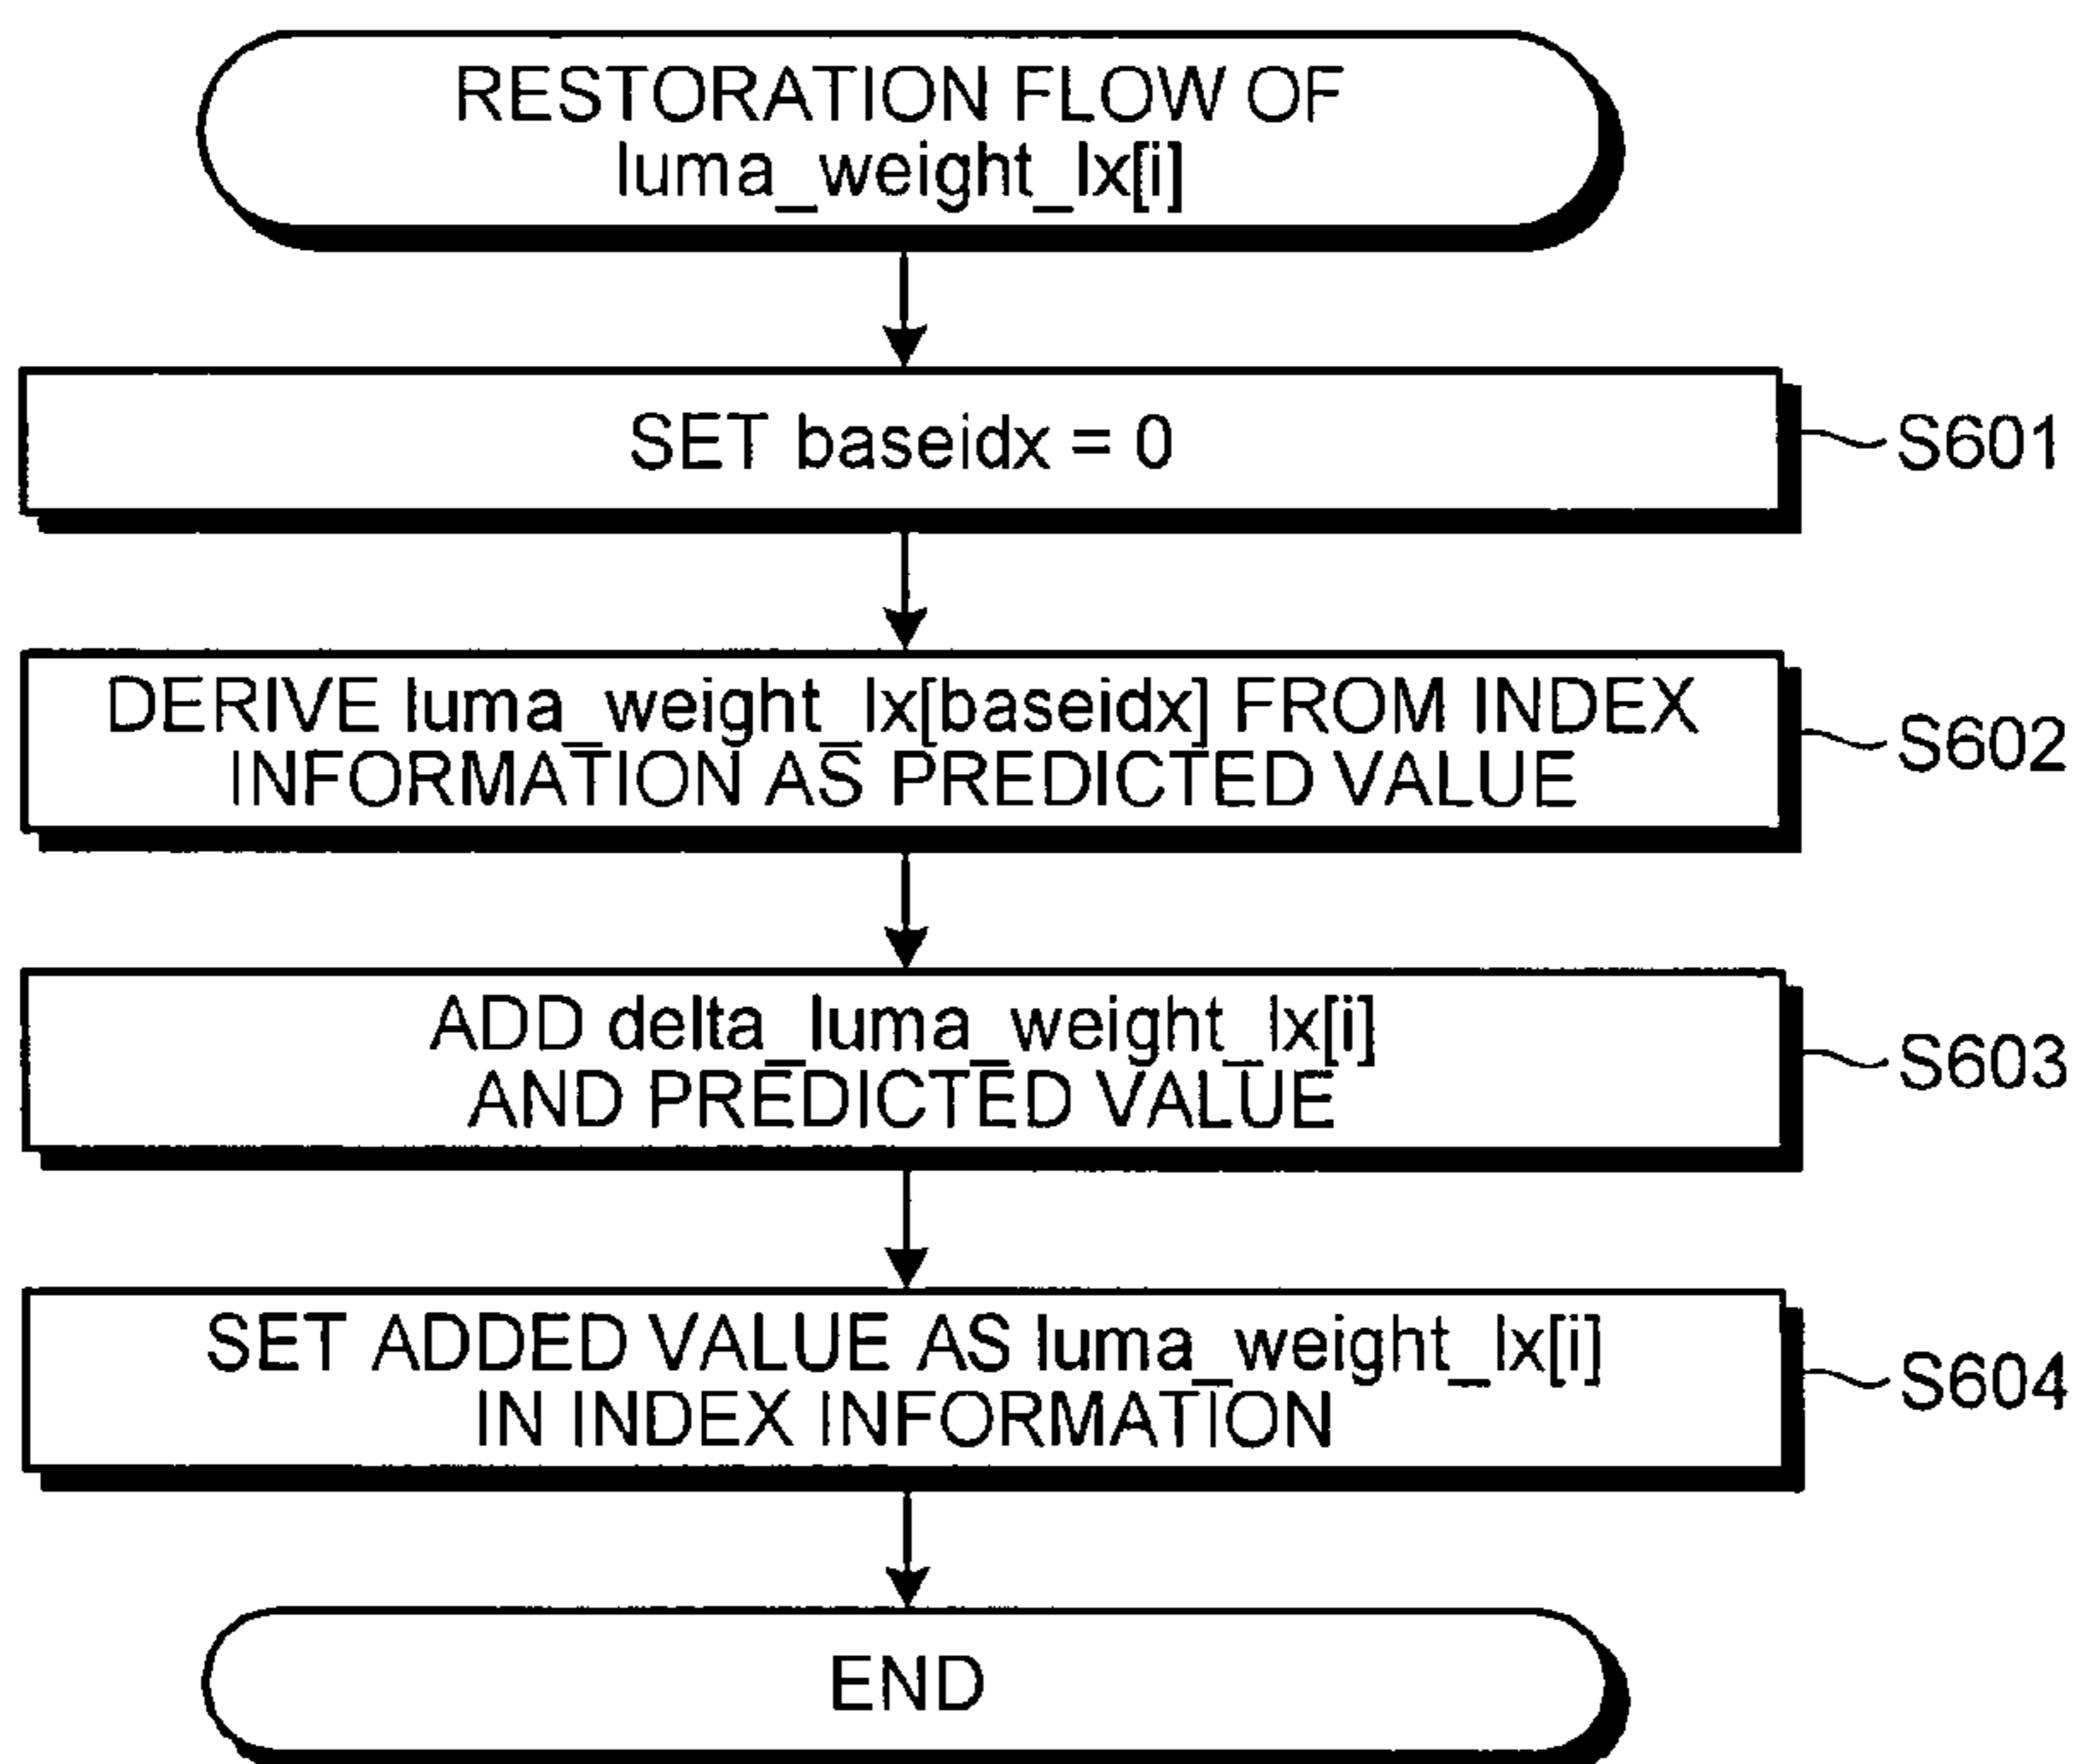 RESTORATION FLOW OF
luma_weight_lx[i]
SET baseidx = 0
S601
DERIVE luma_weight_lx[baseidx] FROM INDEX
INFORMATION AS PREDICTED VALUE
S602
ADD delta_luma_weight_lx[i]
AND PREDICTED VALUE
S603
SET ADDED VALUE AS luma_weight_lx[i]
IN INDEX INFORMATION
S604
END